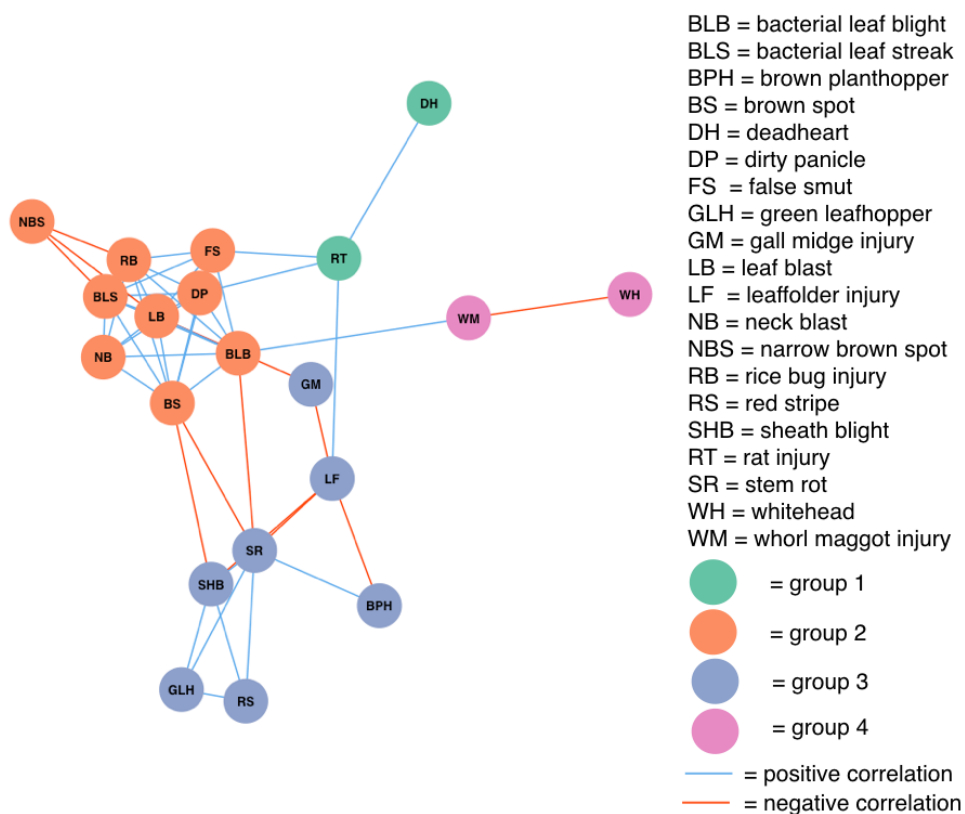 DH
NBS
RB
FS
RT
BLS
DP
LB
WM
WH
NB
BLB
GM
BS
LF
SR
SHB
BPH
GLH
RS
BLB = bacterial leaf blight
BLS = bacterial leaf streak
BPH = brown planthopper
BS = brown spot
DH = deadheart
DP = dirty panicle
FS = false smut
GLH = green leafhopper
GM = gall midge injury
LB = leaf blast
LF = leaffolder injury
NB = neck blast
NBS = narrow brown spot
RB = rice bug injury
RS = red stripe
SHB = sheath blight
RT = rat injury
SR = stem rot
WH = whitehead
WM = whorl maggot injury
= group 1
= group 2
= group 3
= group 4
= positive correlation
= negative correlation